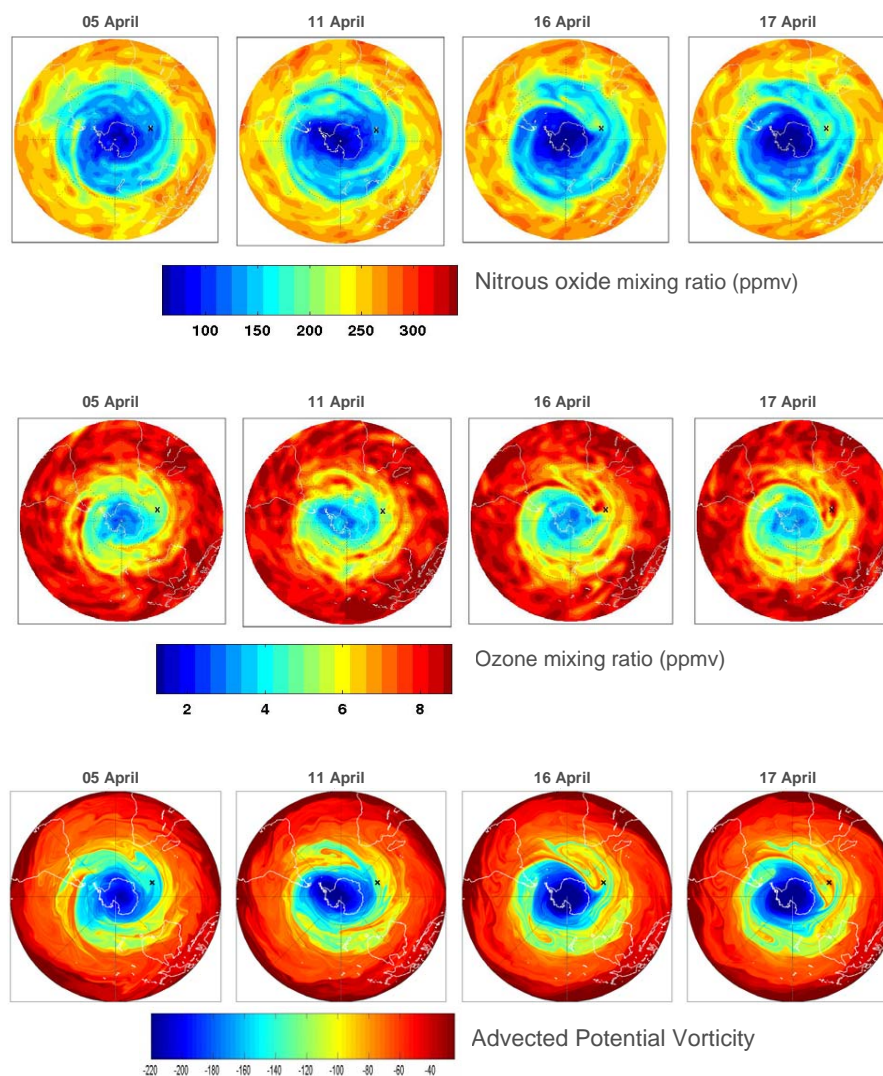 05 April 11 April 16 April 17 April
x x x x
Nitrous oxide mixing ratio (ppmv)
100 150 200 250 300
05 April 11 April 16 April 17 April
x x x x
Ozone mixing ratio (ppmv)
2 4 6 8
05 April 11 April 16 April 17 April
x x x x
Advected Potential Vorticity
-220 -200 -180 -160 -140 -120 -100 -80 -60 -40